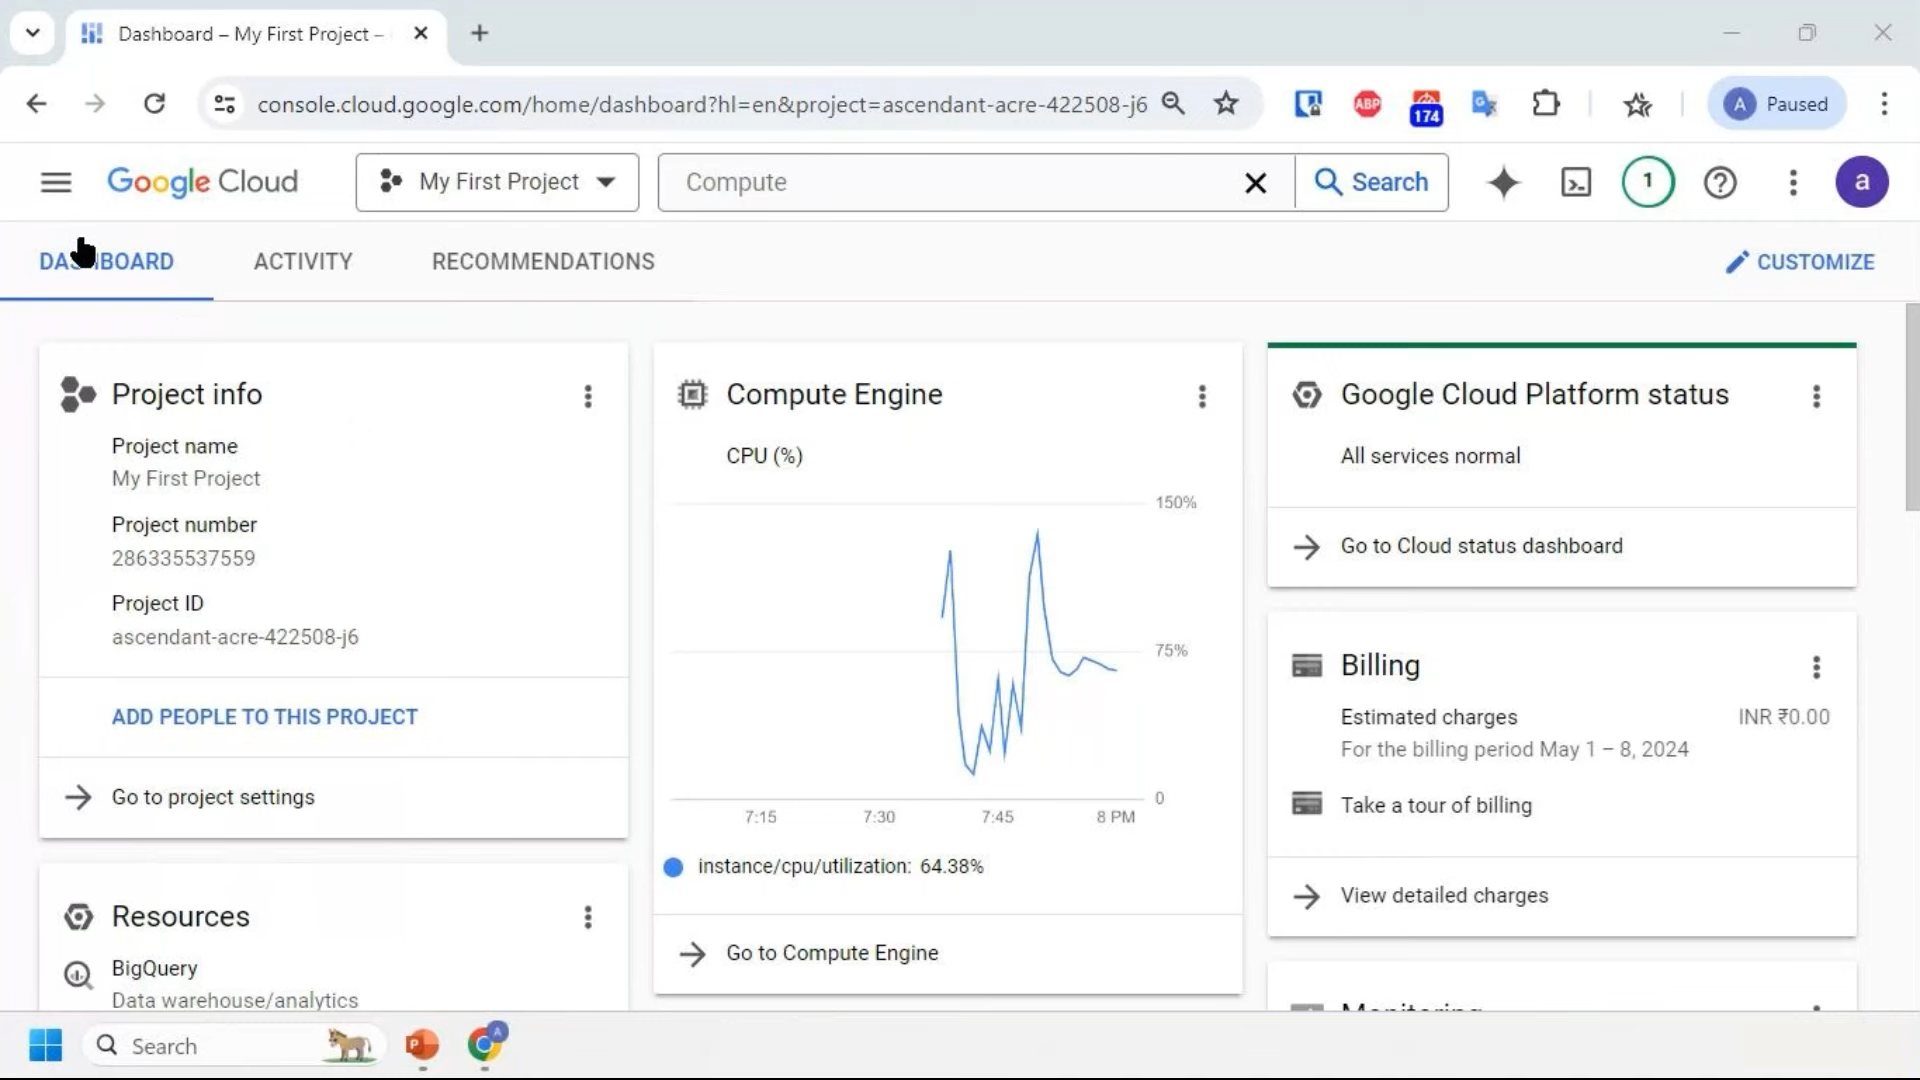 Dashboard – My First Project –
console.cloud.google.com/home/dashboard?hl=en&project=ascendant-acre-422508-j6
ABP
174
A
Paused
Google Cloud
My First Project
Compute
Search
1
a
DASHBOARD
ACTIVITY
RECOMMENDATIONS
CUSTOMIZE
Project info
Project name
My First Project
Project number
286335537559
Project ID
ascendant-acre-422508-j6
ADD PEOPLE TO THIS PROJECT
Go to project settings
Resources
BigQuery
Data warehouse/analytics
Compute Engine
CPU (%)
150%
75%
0
7:15 7:30 7:45 8 PM
instance/cpu/utilization: 64.38%
Go to Compute Engine
Google Cloud Platform status
All services normal
Go to Cloud status dashboard
Billing
Estimated charges INR ₹0.00
For the billing period May 1 – 8, 2024
Take a tour of billing
View detailed charges
Monitoring
Search
P
A